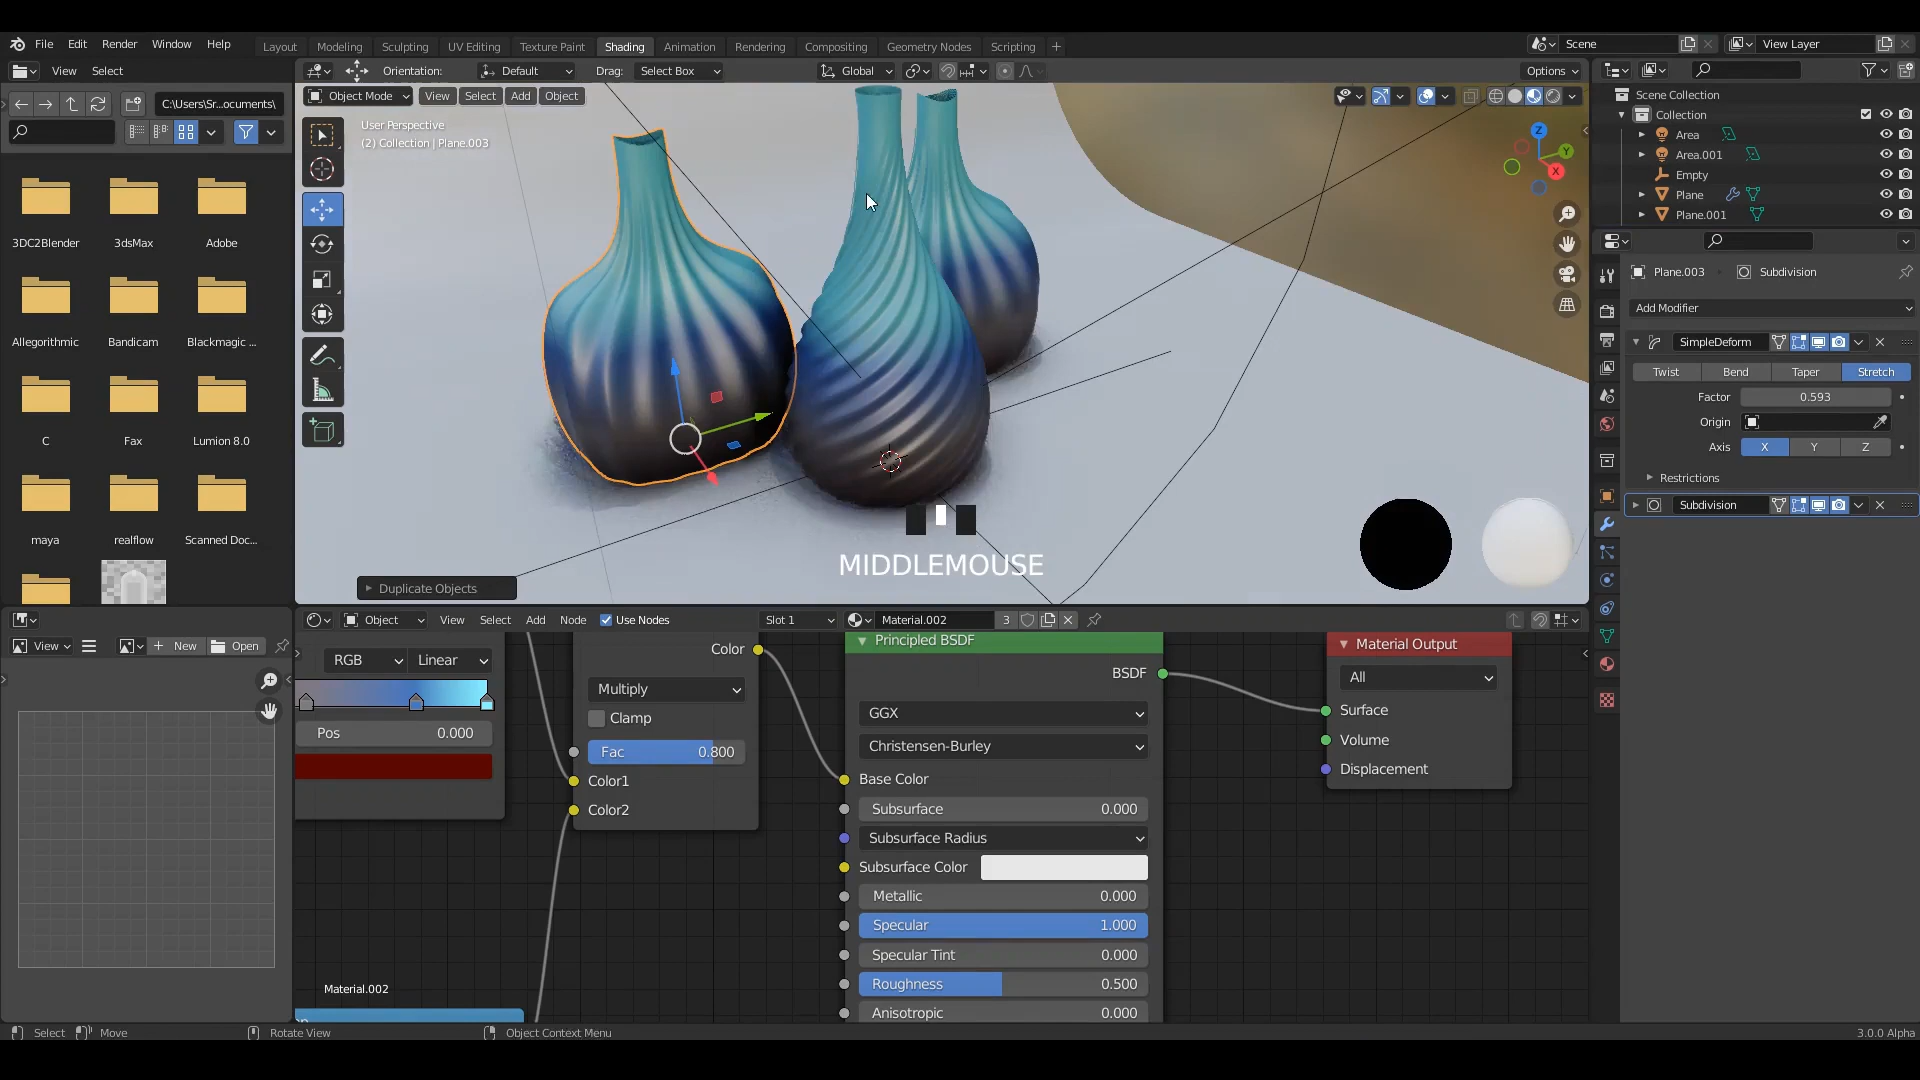 File Edit Render Window Help Layout Modeling Sculpting UV Editing Texture Paint Shading Animation Rendering Compositing Geometry Nodes Scripting + Scene View Layer
View Select Orientation: Default Drag: Select Box Global Options
C:\Users\Sr...ocuments\ Object Mode View Select Add Object Scene Collection
User Perspective
(2) Collection | Plane.003
Collection
Area
Area.001
Empty
Plane
Plane.001
Z
Y
X
3DC2Blender 3dsMax Adobe
Allegorithmic Bandicam Blackmagic ...
C Fax Lumion 8.0
maya realflow Scanned Doc...
Plane.003 Subdivision
Add Modifier
SimpleDeform
Twist Bend Taper Stretch
Factor 0.593
Origin
Axis X Y Z
Restrictions
Subdivision
MIDDLEMOUSE
Duplicate Objects
View New Open
Object View Select Add Node Use Nodes Slot 1 Material.002 3
RGB Linear
Pos 0.000
Color
Multiply
Clamp
Fac 0.800
Color1
Color2
Principled BSDF
BSDF
GGX
Christensen-Burley
Base Color
Subsurface 0.000
Subsurface Radius
Subsurface Color
Metallic 0.000
Specular 1.000
Specular Tint 0.000
Roughness 0.500
Anisotropic 0.000
Material Output
All
Surface
Volume
Displacement
Material.002
Select Move Rotate View Object Context Menu 3.0.0 Alpha